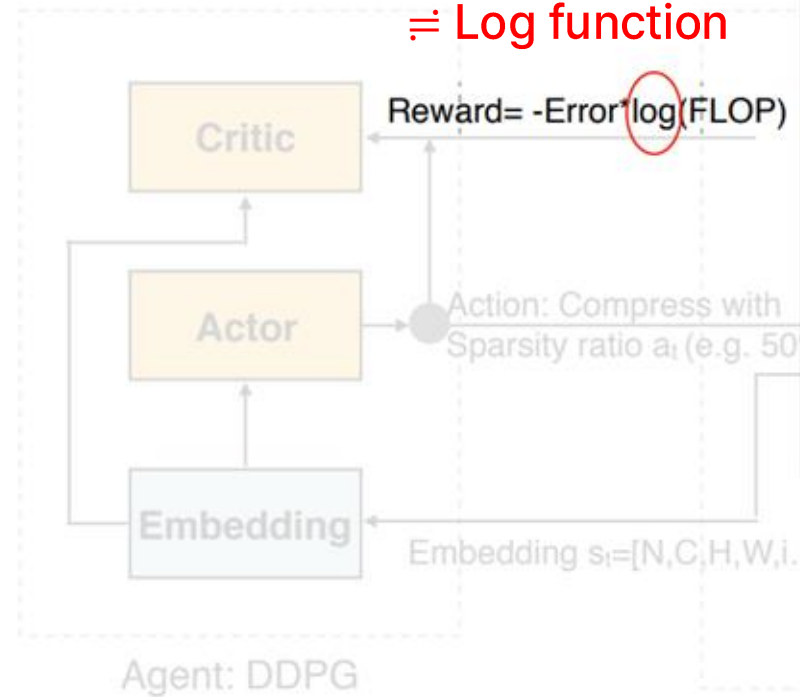 ≓ Log function
Reward= -Error*log(FLOP)
Critic
Actor
Action: Compress with
Sparsity ratio aₜ (e.g. 50
Embedding
Embedding sₜ=[N,C,H,W,i.
Agent: DDPG